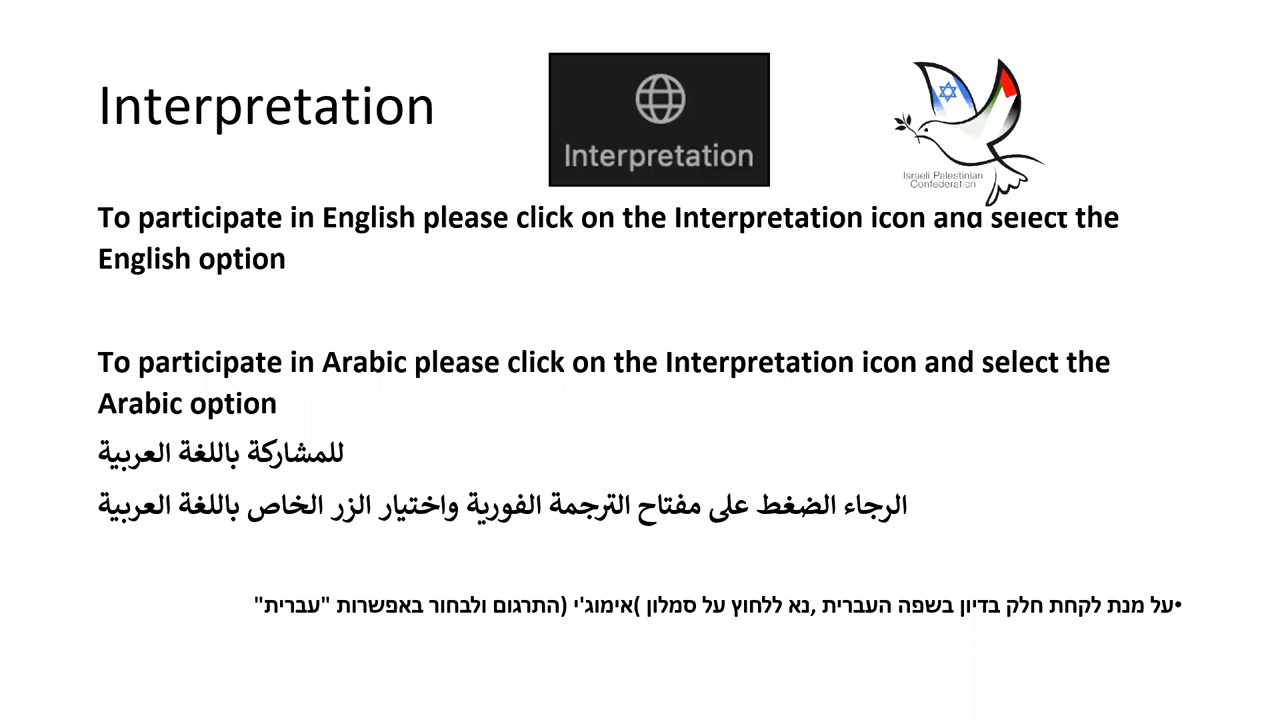 Interpretation
Interpretation
Israeli Palestinian
Confederation
To participate in English please click on the Interpretation icon and select the
English option
To participate in Arabic please click on the Interpretation icon and select the
Arabic option
للمشاركة باللغة العربية
الرجاء الضغط على مفتاح الترجمة الفورية واختيار الزر الخاص باللغة العربية
•על מנת לקחת חלק בדיון בשפה העברית ,נא ללחוץ על סמלון )אימוג'י (התרגום ולבחור באפשרות "עברית"